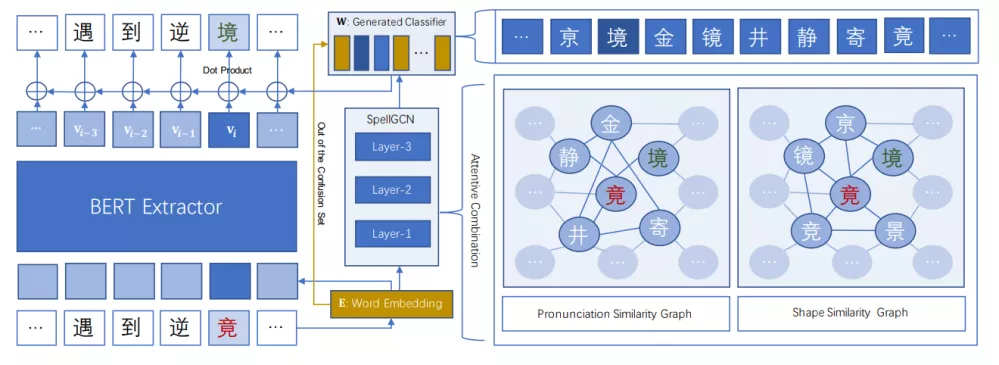 … 遇 到 逆 境 …
Dot Product
… v_{i−3} v_{i−2} v_{i−1} v_i …
BERT Extractor
… 遇 到 逆 竟 …
W: Generated Classifier
…
Out of the Confusion Set
SpellGCN
Layer-3
Layer-2
Layer-1
E: Word Embedding
Attentive Combination
… 亰 境 金 镜 井 静 寄 竟 …
… 金 …
静 境
… 竟 …
井 寄
… … …
Pronunciation Similarity Graph
… 亰 …
镜 境
… 竟 …
竞 景
… … …
Shape Similarity Graph